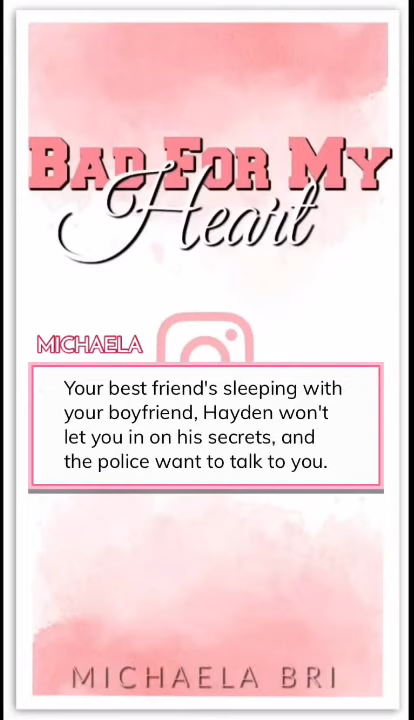 BAD FOR MY
Heart
MICHAELA
Your best friend's sleeping with
your boyfriend, Hayden won't
let you in on his secrets, and
the police want to talk to you.
MICHAELA BRI